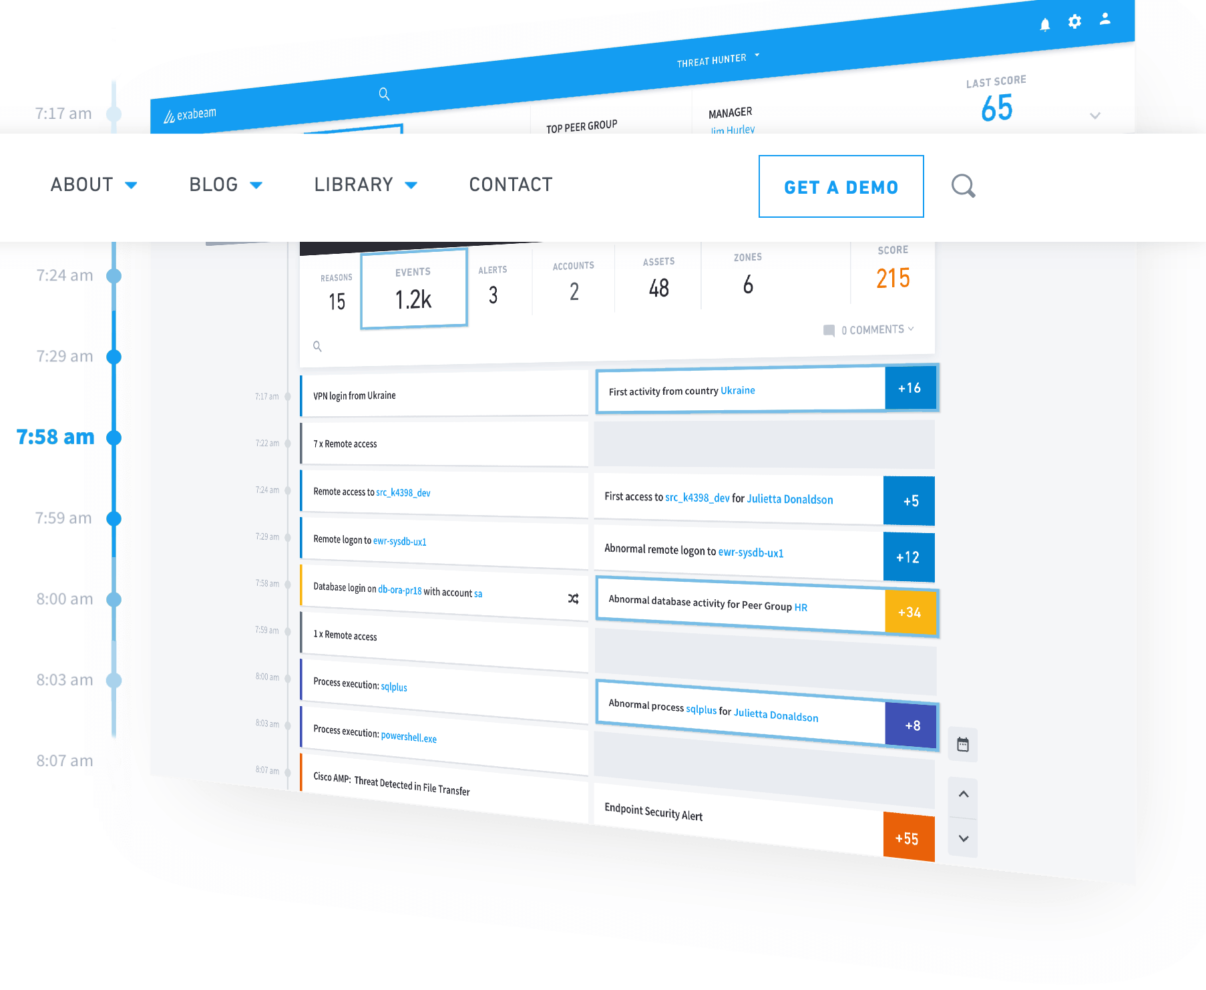 THREAT HUNTER
exabeam
7:17 am
LAST SCORE
65
MANAGER
Jim Hurley
TOP PEER GROUP
ABOUT
BLOG
LIBRARY
CONTACT
GET A DEMO
7:24 am
7:29 am
7:58 am
7:59 am
8:00 am
8:03 am
8:07 am
REASONS
15
EVENTS
1.2k
ALERTS
3
ACCOUNTS
2
ASSETS
48
ZONES
6
SCORE
215
0 COMMENTS
7:17 am
VPN login from Ukraine
First activity from country Ukraine
+16
7:22 am
7 x Remote access
7:24 am
Remote access to src_k4398_dev
First access to src_k4398_dev for Julietta Donaldson
+5
7:29 am
Remote logon to ewr-sysdb-ux1
Abnormal remote logon to ewr-sysdb-ux1
+12
7:58 am
Database login on db-ora-pr18 with account sa
Abnormal database activity for Peer Group HR
+34
7:59 am
1 x Remote access
8:00 am
Process execution: sqlplus
Abnormal process sqlplus for Julietta Donaldson
+8
8:03 am
Process execution: powershell.exe
8:07 am
Cisco AMP: Threat Detected in File Transfer
Endpoint Security Alert
+55